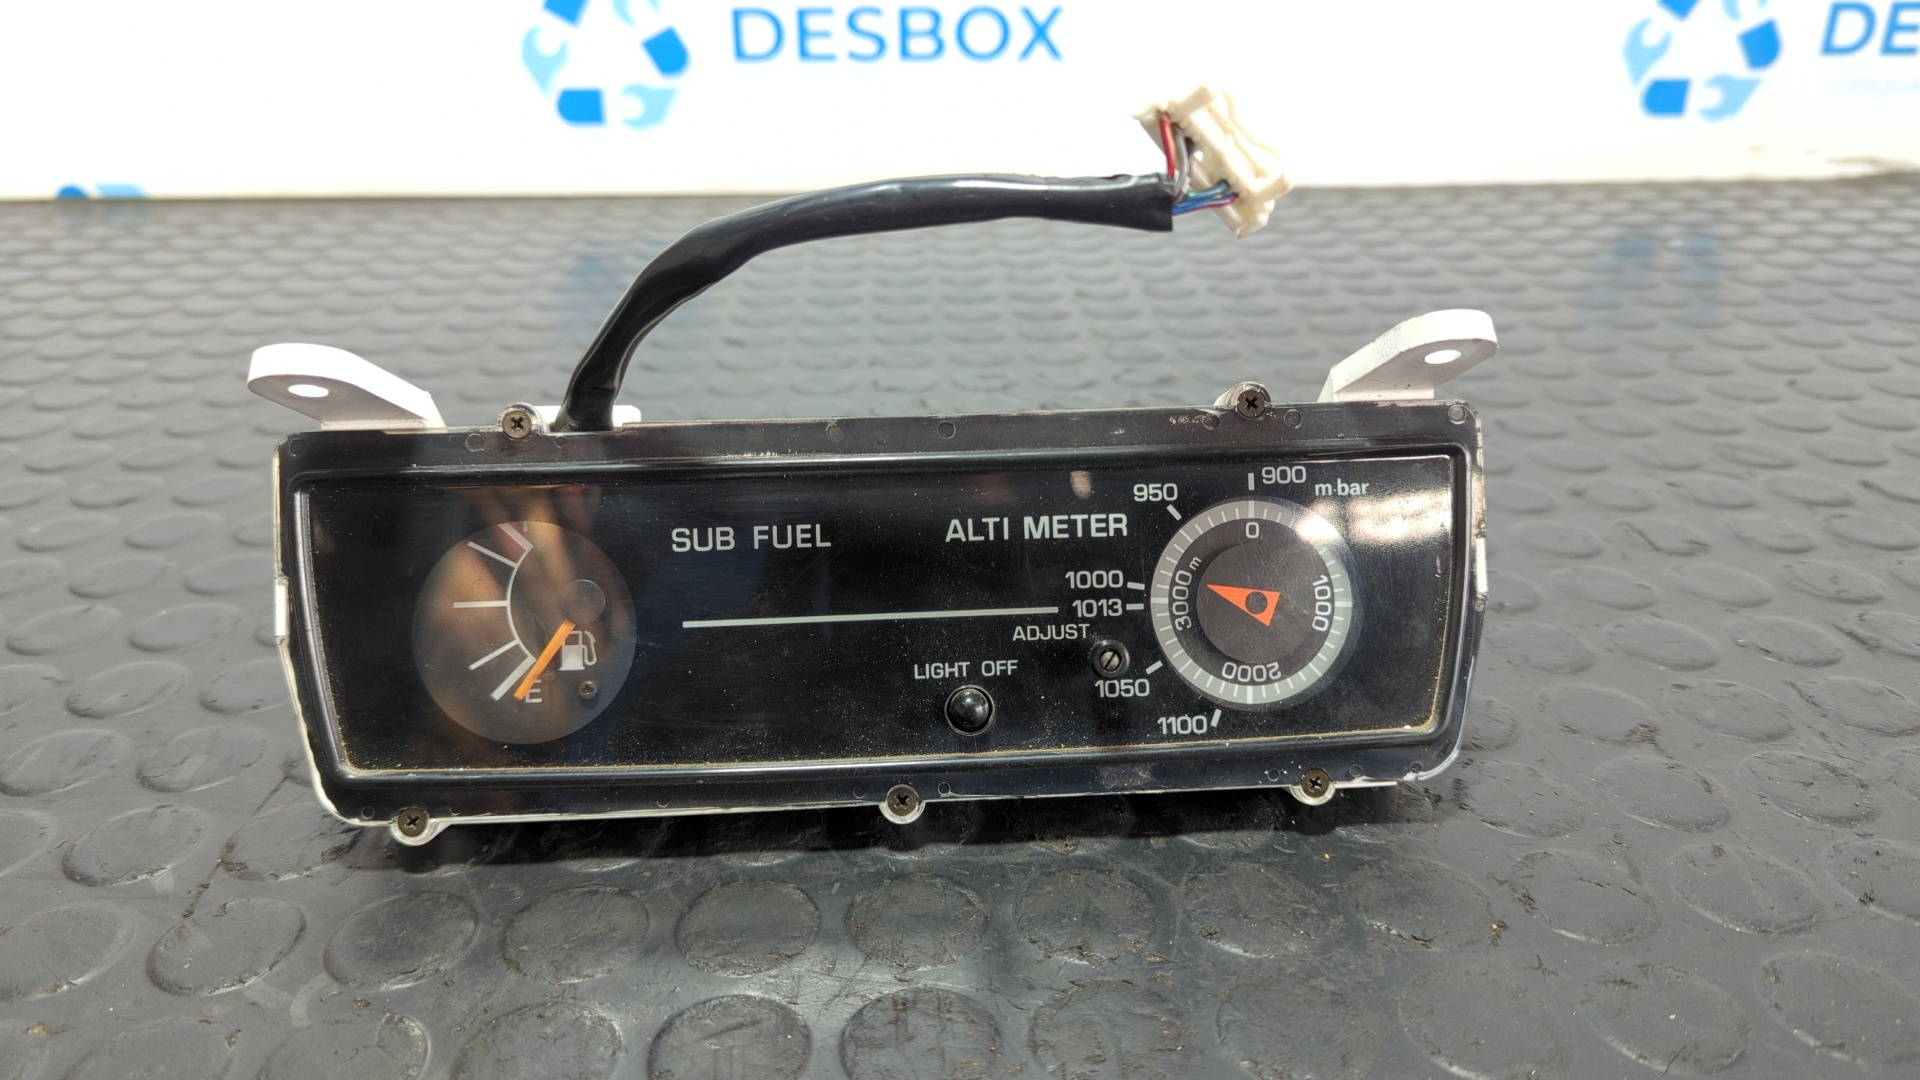 DESBOX
DE
900
m·bar
950
SUB FUEL
ALTI METER
0
1000
1013
3000 m
1000
ADJUST
LIGHT OFF
2000
1050
E
1100